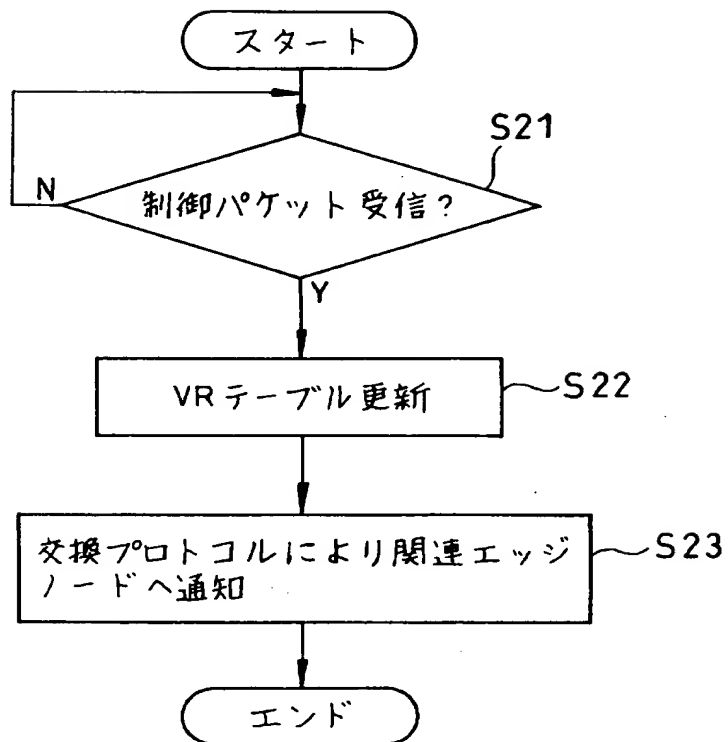 スタート
S21
N
制御パケット受信?
Y
VRテーブル更新
S22
交換プロトコルにより関連エッジ
ノードへ通知
S23
エンド